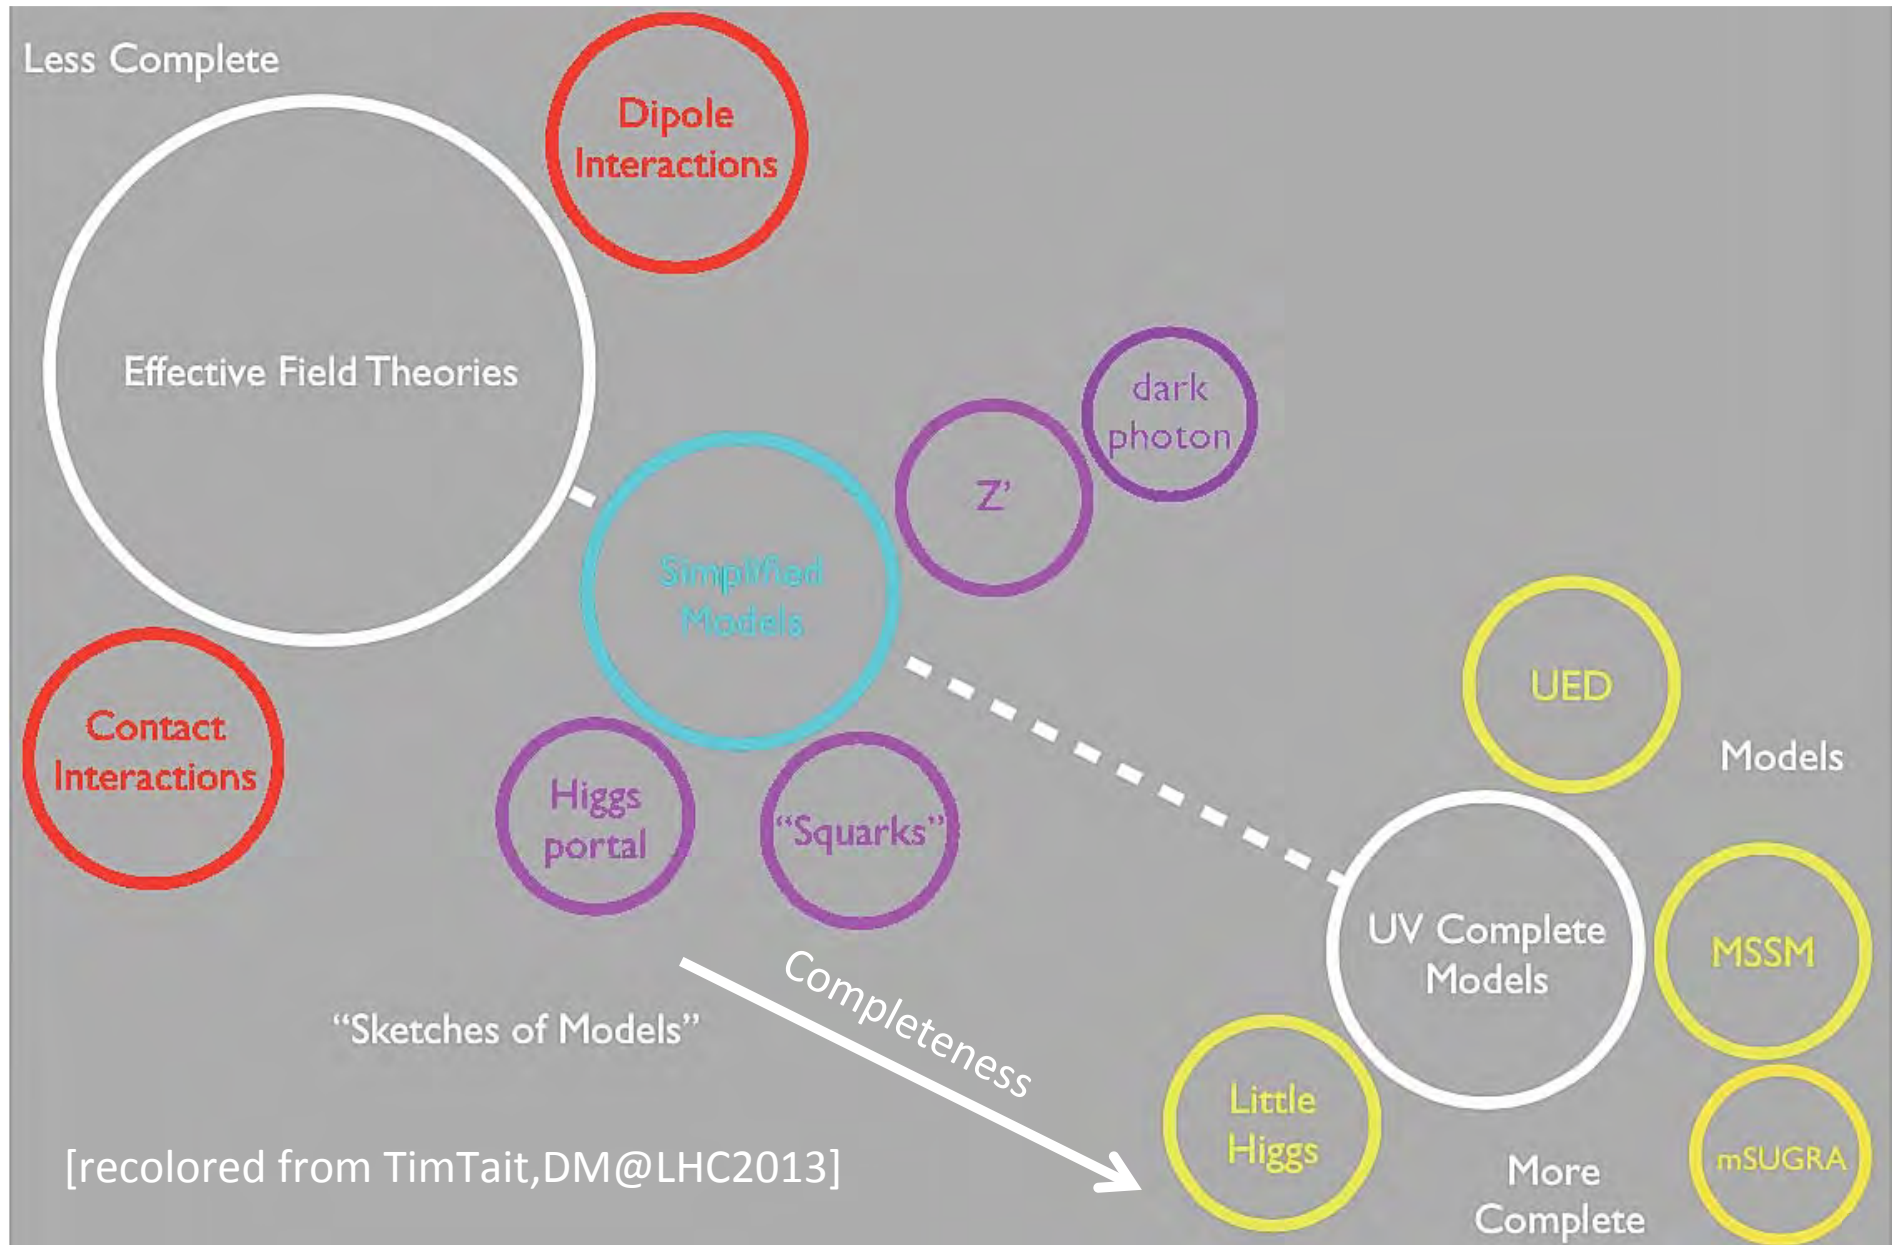 Less Complete
Dipole
Interactions
Effective Field Theories
dark
photon
Z’
Simplified
Models
UED
Contact
Interactions
Models
Higgs
portal
“Squarks”
UV Complete
Models
MSSM
Completeness
“Sketches of Models”
Little
Higgs
[recolored from TimTait,DM@LHC2013]
More
Complete
mSUGRA